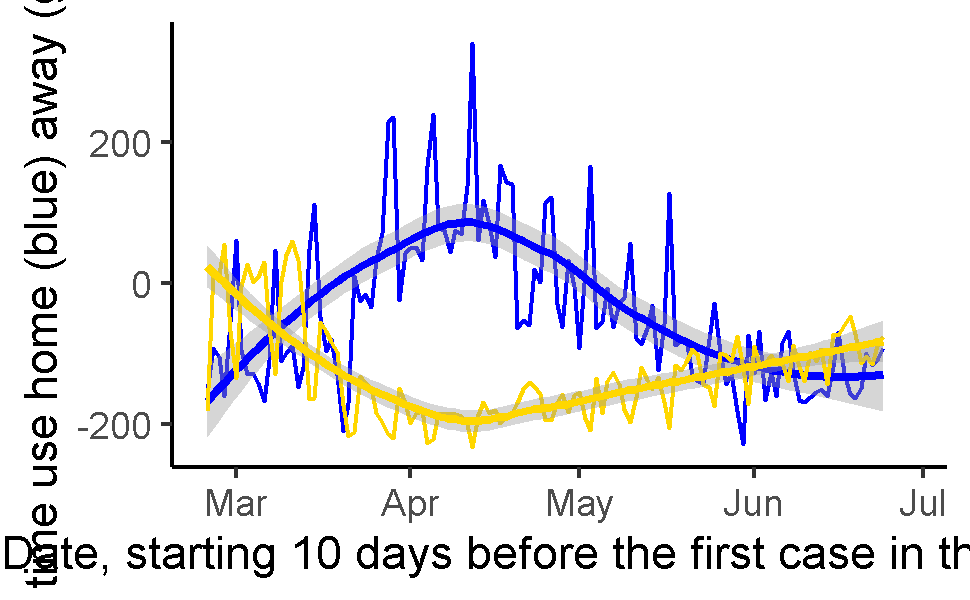 time use home (blue) away (
200
0
-200
Mar Apr May Jun Jul
Date, starting 10 days before the first case in th